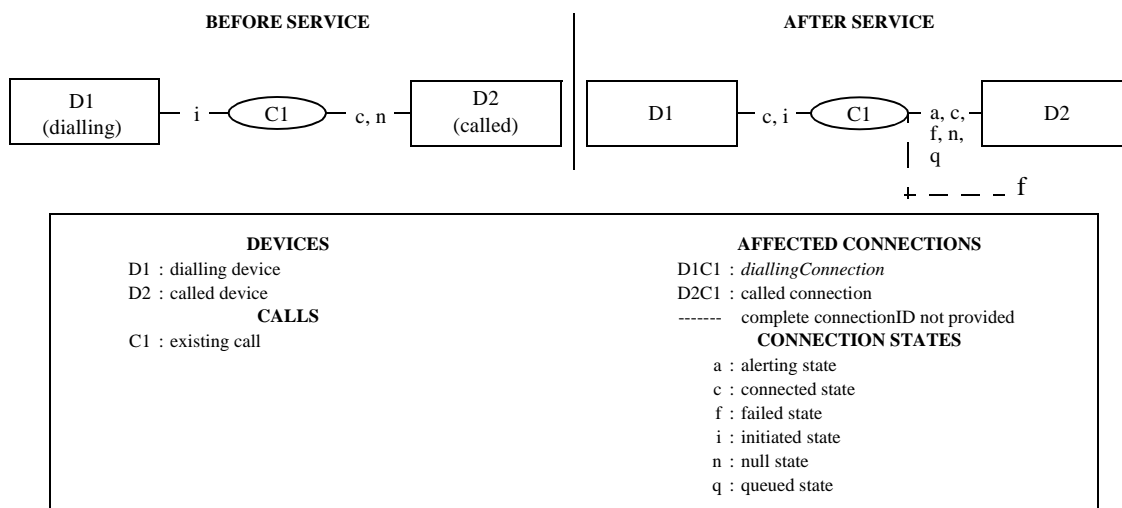 BEFORE SERVICE
AFTER SERVICE
D1
(dialling)
i
C1
c, n
D2
(called)
D1
c, i
C1
a, c,
f, n,
q
D2
f
DEVICES
D1 : dialling device
D2 : called device
CALLS
C1 : existing call
AFFECTED CONNECTIONS
D1C1 : diallingConnection
D2C1 : called connection
------- complete connectionID not provided
CONNECTION STATES
a : alerting state
c : connected state
f : failed state
i : initiated state
n : null state
q : queued state